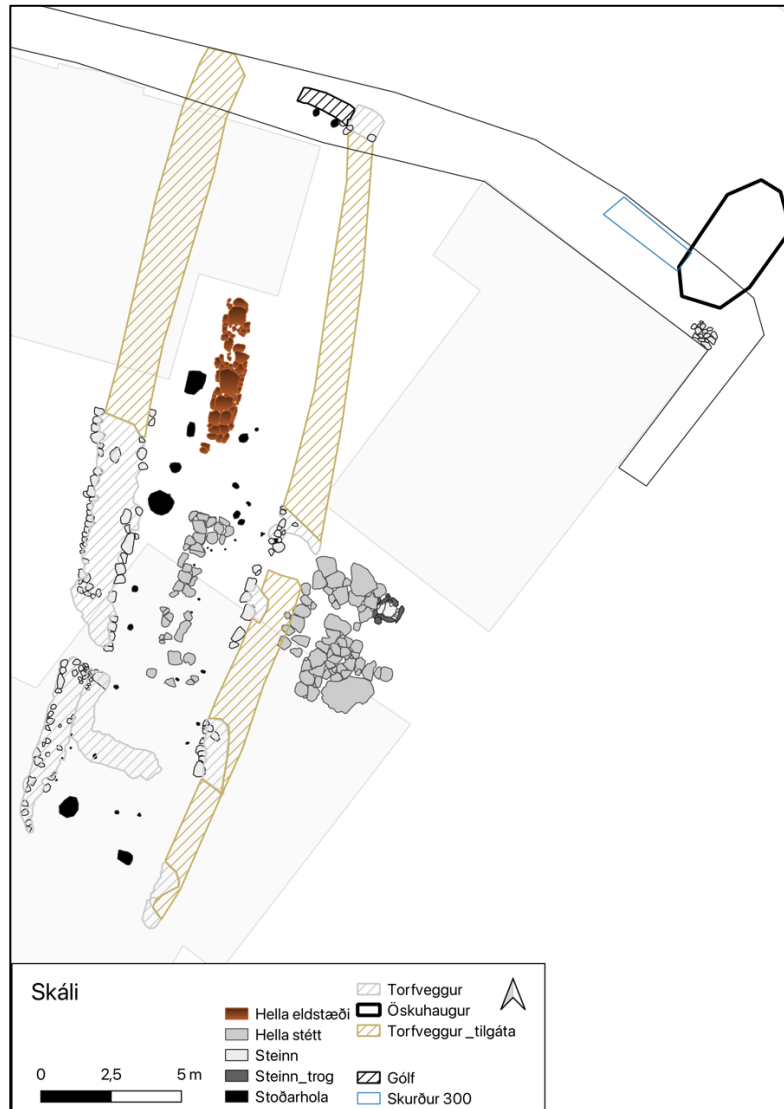 Skáli
0 2,5 5 m
Hella eldstæði
Hella stétt
Steinn
Steinn_trog
Stoðarhola
Torfveggur
Öskuhaugur
Torfveggur _tilgáta
Gólf
Skurður 300